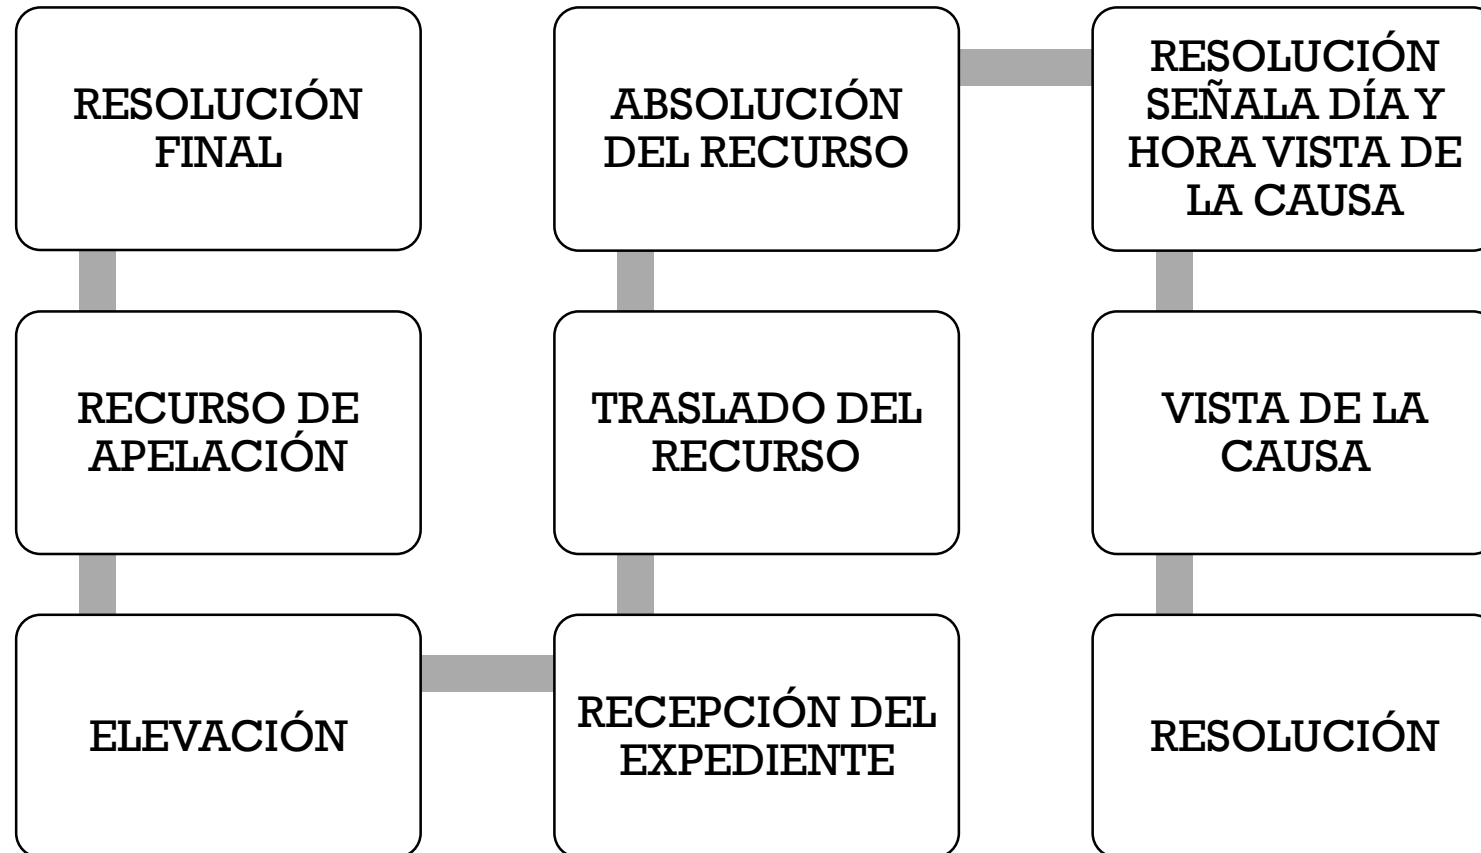 RESOLUCIÓN
FINAL
RECURSO DE
APELACIÓN
ELEVACIÓN
RECEPCIÓN DEL
EXPEDIENTE
TRASLADO DEL
RECURSO
ABSOLUCIÓN
DEL RECURSO
RESOLUCIÓN
SEÑALA DÍA Y
HORA VISTA DE
LA CAUSA
VISTA DE LA
CAUSA
RESOLUCIÓN